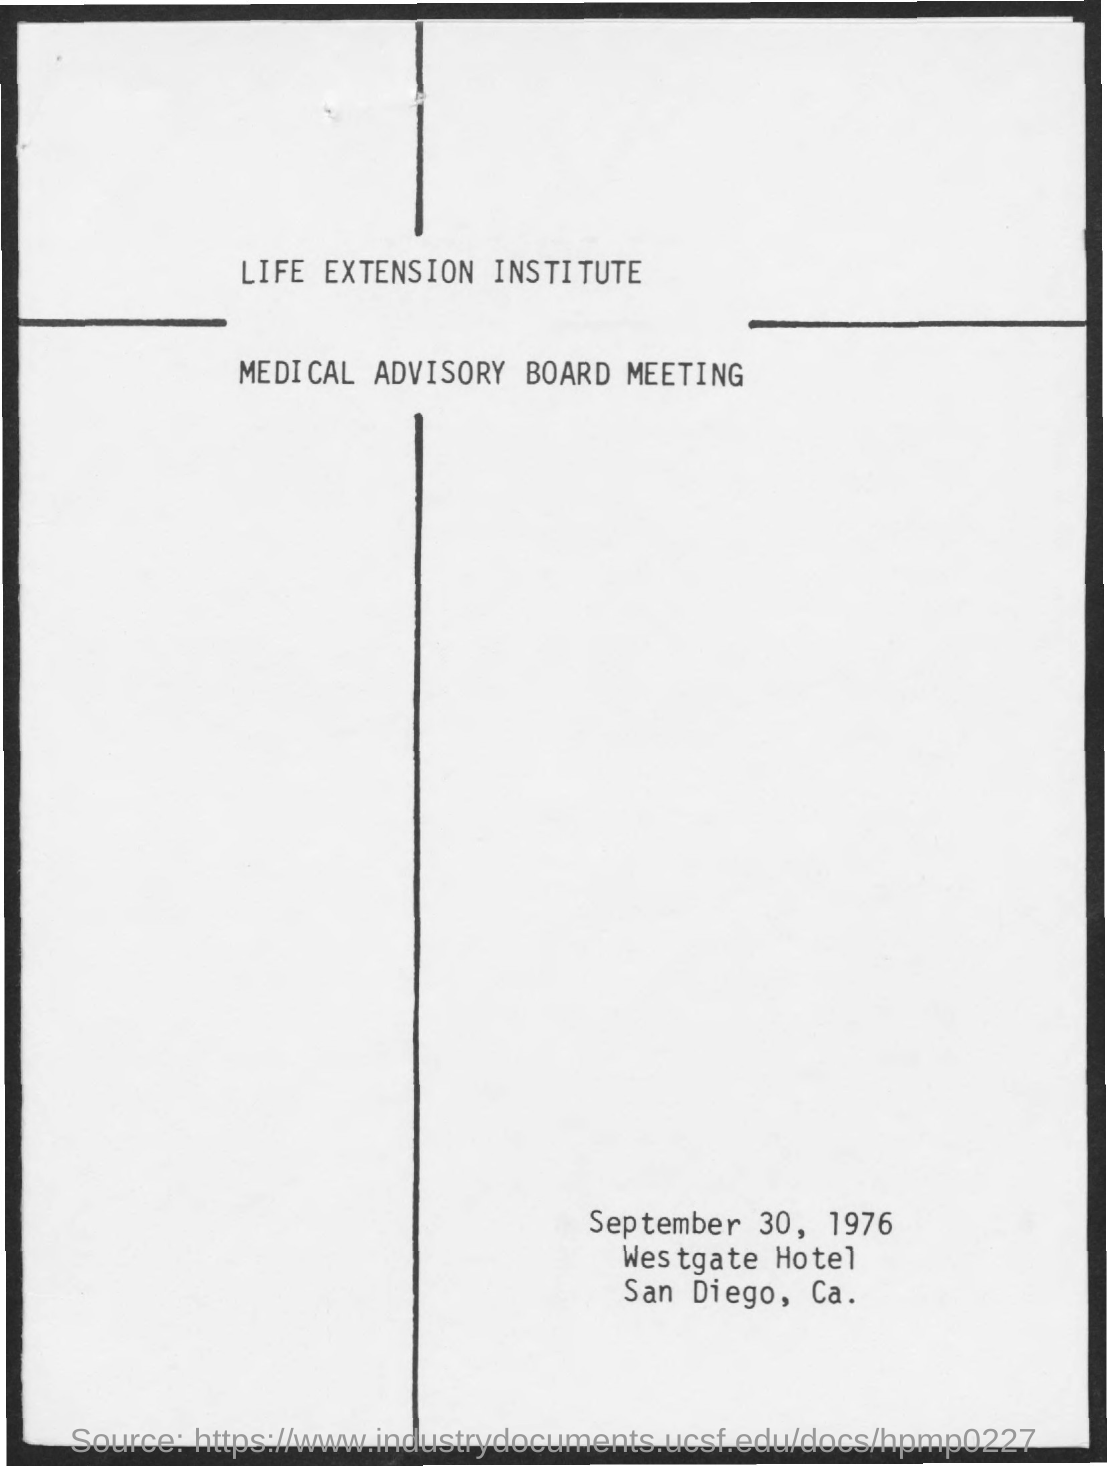 LIFE EXTENSION INSTITUTE
MEDICAL ADVISORY BOARD MEETING
September 30, 1976
Westgate Hotel
San Diego, Ca.
Source: https://www.industrydocuments.ucsf.edu/docs/hpmp0227